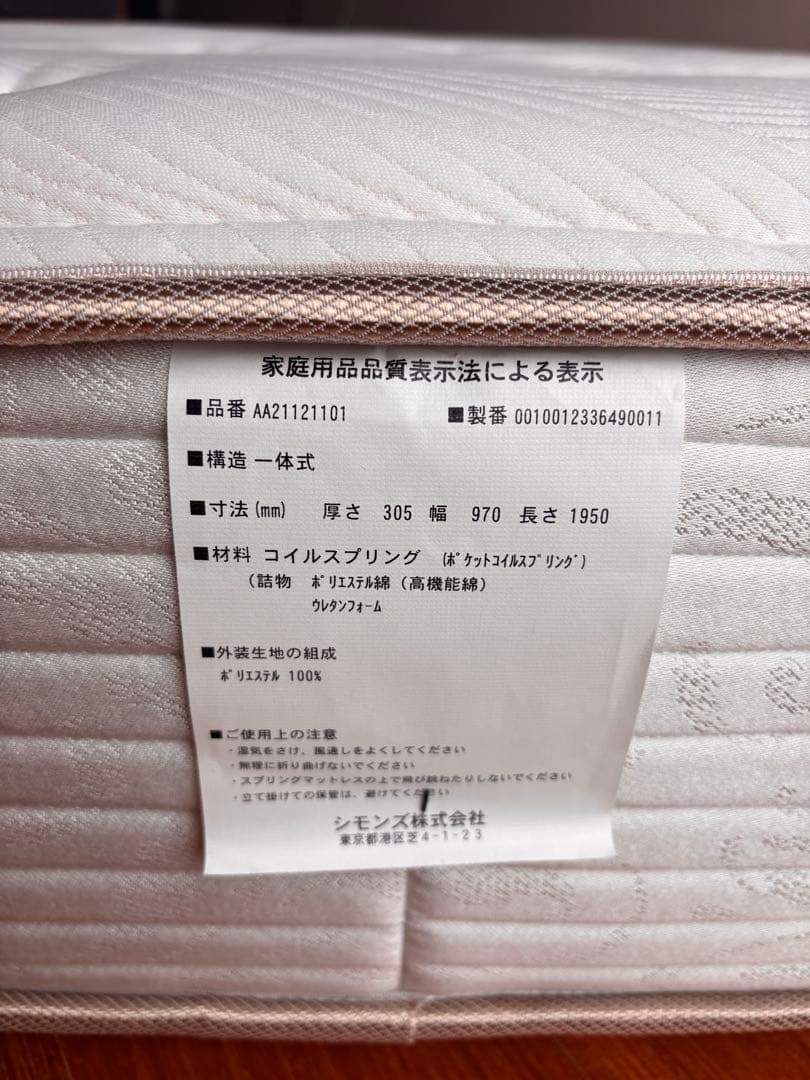 家庭用品品質表示法による表示
■品番 AA21121101 ■製番 0010012336490011
■構造 一体式
■寸法(mm) 厚さ 305 幅 970 長さ 1950
■材料 コイルスプリング (ﾎﾟｹｯﾄｺｲﾙｽﾌﾟﾘﾝｸﾞ)
(詰物 ﾎﾟﾘｴｽﾃﾙ綿 (高機能綿)
ｳﾚﾀﾝﾌｫｰﾑ
■外装生地の組成
ﾎﾟﾘｴｽﾃﾙ 100%
■ご使用上の注意
・湿気をさけ、風通しをよくしてください
・無理に折り曲げないでください
・スプリングマットレスの上で飛び跳ねたりしないでください
・立て掛けての保管は、避けてください
シモンズ株式会社
東京都港区芝4-1-23